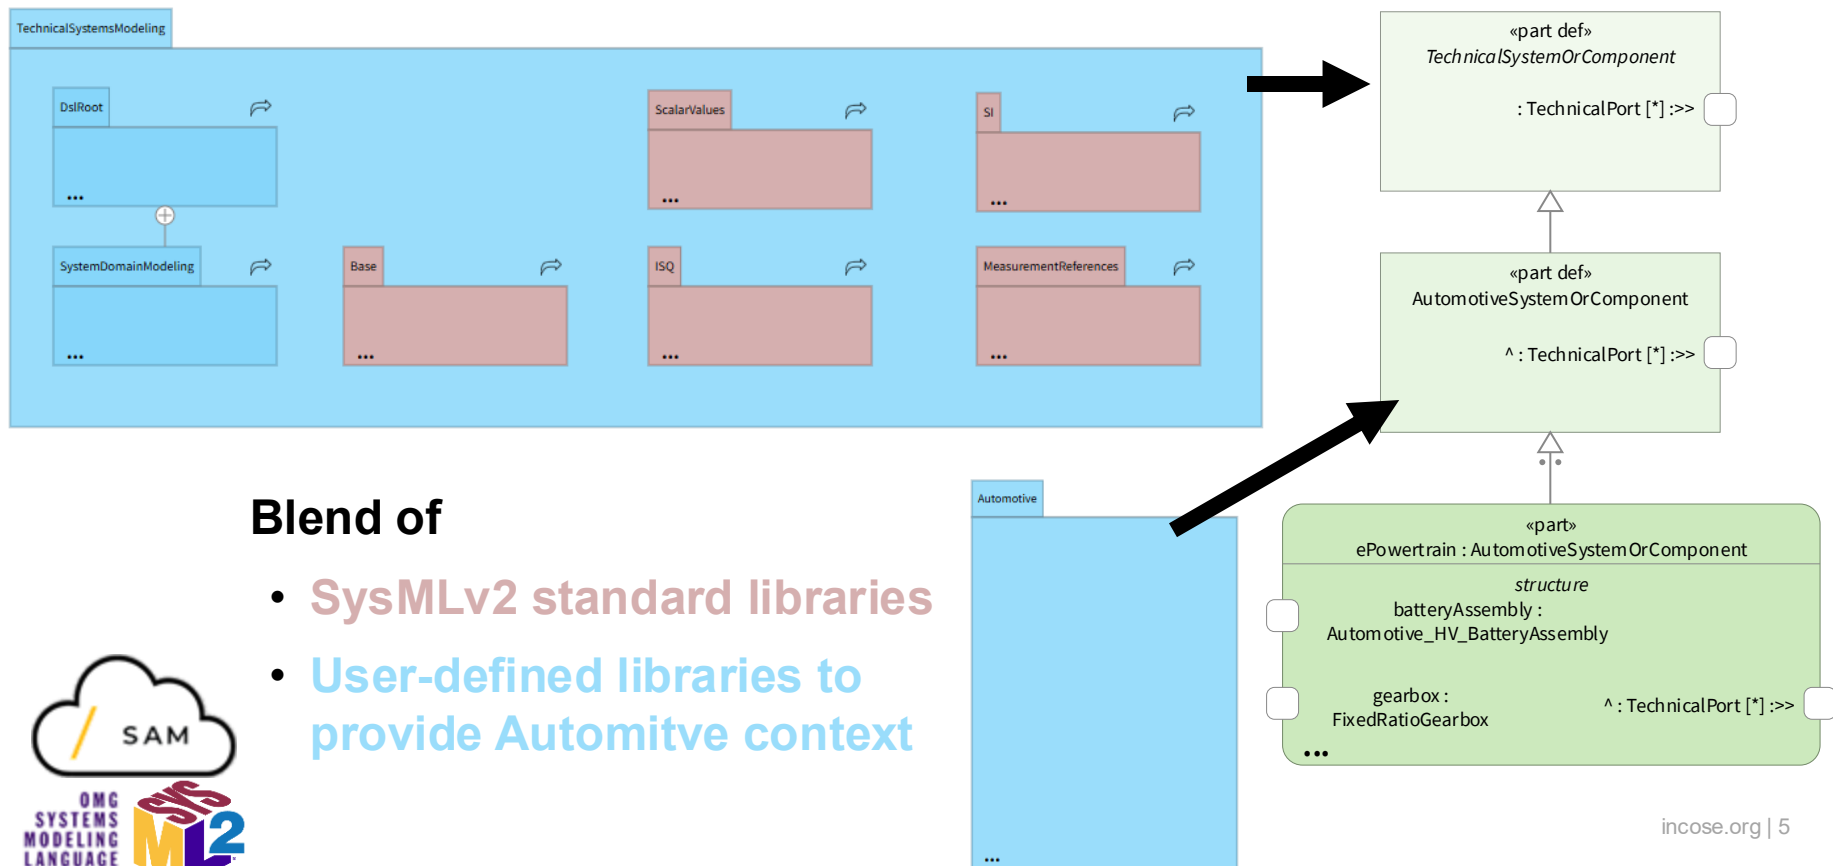 TechnicalSystemsModeling
DslRoot
...
ScalarValues
...
SI
...
SystemDomainModeling
...
Base
...
ISQ
...
MeasurementReferences
...
«part def»
TechnicalSystemOrComponent
: TechnicalPort [*] :>>
«part def»
AutomotiveSystemOrComponent
^ : TechnicalPort [*] :>>
Blend of
• SysMLv2 standard libraries
• User-defined libraries to
provide Automitve context
Automotive
...
«part»
ePowertrain : AutomotiveSystemOrComponent
structure
batteryAssembly :
Automotive_HV_BatteryAssembly
gearbox :
FixedRatioGearbox
^ : TechnicalPort [*] :>>
...
/ SAM
OMG
SYSTEMS
MODELING
LANGUAGE
SYS
ML2
incose.org | 5